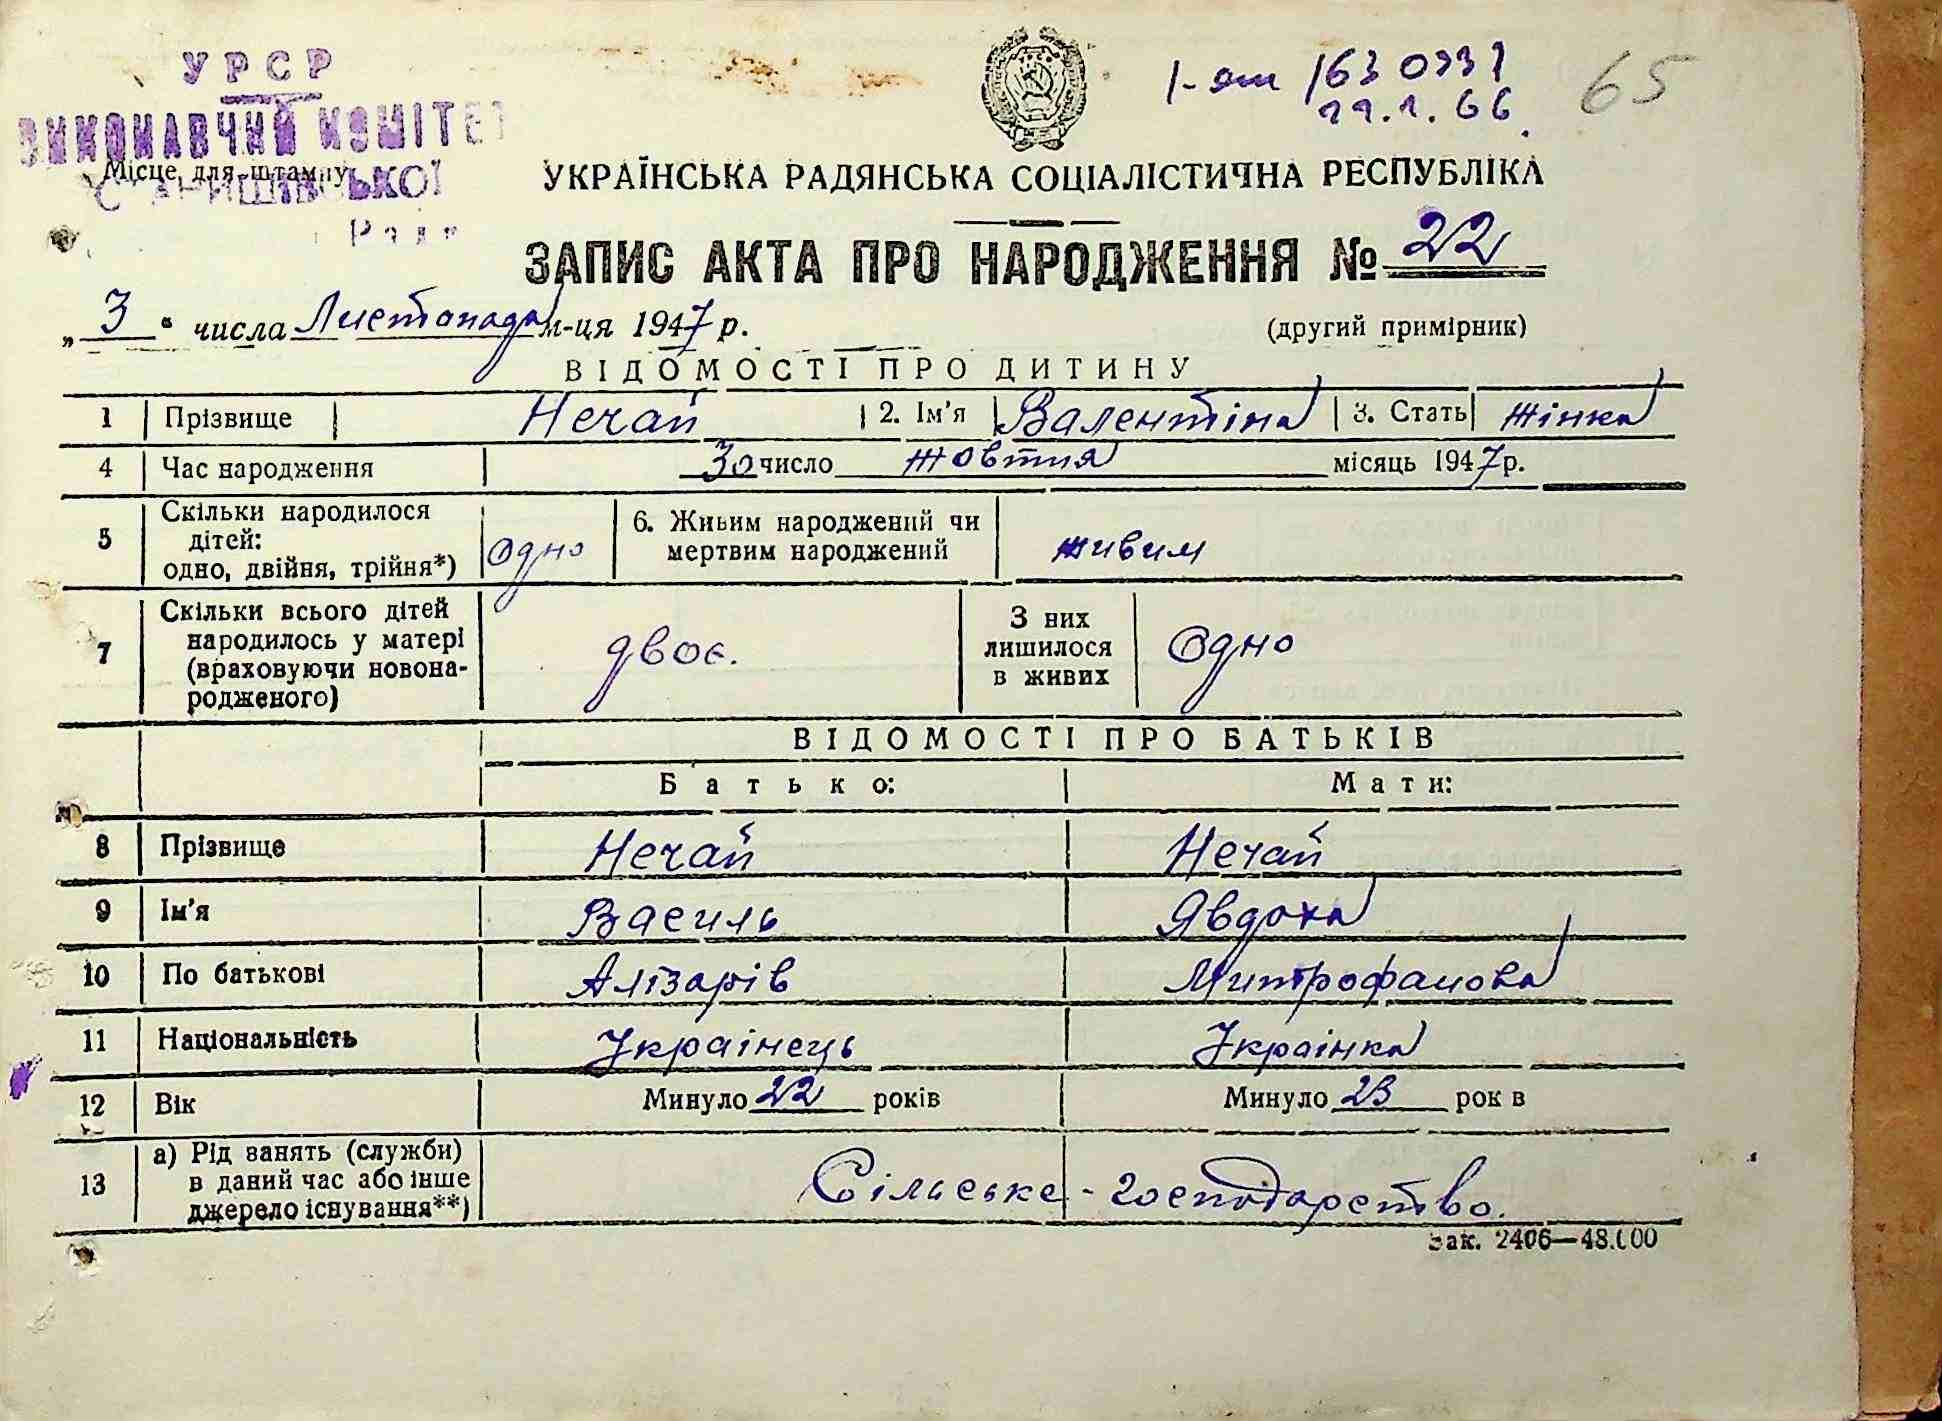 УРСР
ВИКОНАВЧИЙ КОМІТЕТ
Місце для штампу
СТАНИШІВСЬКОЇ
Ради
163 0331 65
29.1.66.
УКРАЇНСЬКА РАДЯНСЬКА СОЦІАЛІСТИЧНА РЕСПУБЛІКА
ЗАПИС АКТА ПРО НАРОДЖЕННЯ № 22
„3“ числа Листопада м-ця 1947 р. (другий примірник)
ВІДОМОСТІ ПРО ДИТИНУ
1 Прізвище Нечай 2. Ім'я Валентіна 3. Стать жінка
4 Час народження 30 число жовтня місяць 1947 р.
5 Скільки народилося дітей: одно, двійня, трійня*) Одно 6. Живим народжений чи мертвим народжений живим
7 Скільки всього дітей народилось у матері (враховуючи новонародженого) двоє. З них лишилося в живих Одно
ВІДОМОСТІ ПРО БАТЬКІВ
Батько: Мати:
8 Прізвище Нечай Нечай
9 Ім'я Василь Явдоха
10 По батькові Алізарів Митрофанова
11 Національність Українець Українка
12 Вік Минуло 22 років Минуло 23 рок в
13 а) Рід занять (служби) в даний час або інше джерело існування**) Сільське-господарство.
Зак. 2406—48.000